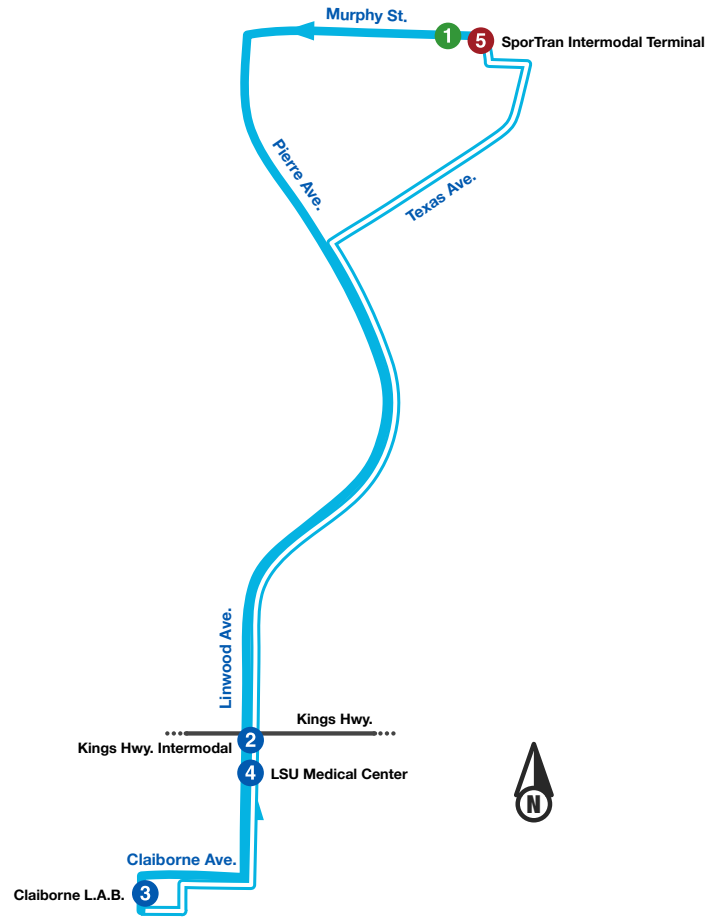 Murphy St.
1
5
SporTran Intermodal Terminal
Pierre Ave.
Texas Ave.
Linwood Ave.
Kings Hwy.
2
Kings Hwy. Intermodal
4
LSU Medical Center
N
Claiborne Ave.
Claiborne L.A.B.
3